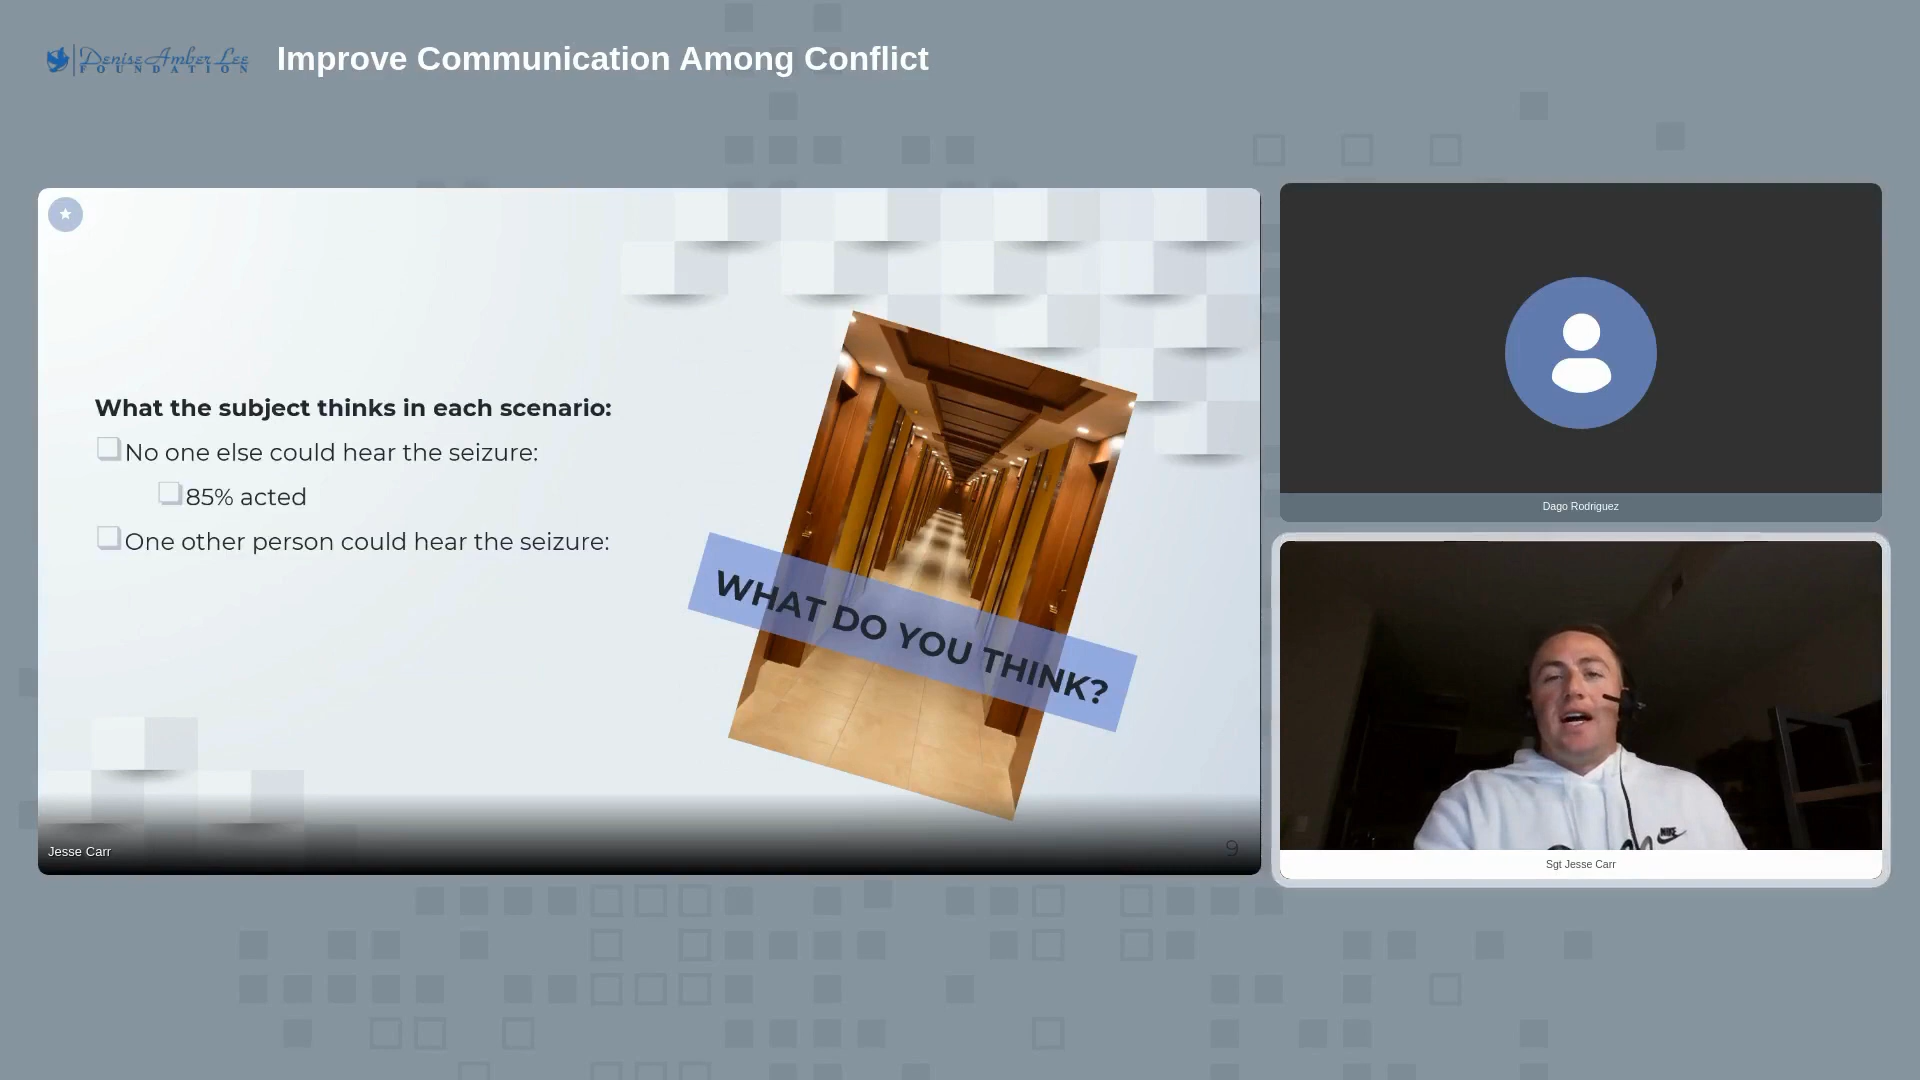 Denise Amber Lee
FOUNDATION
Improve Communication Among Conflict
What the subject thinks in each scenario:
No one else could hear the seizure:
85% acted
One other person could hear the seizure:
WHAT DO YOU THINK?
Jesse Carr
9
Dago Rodriguez
NIKE
Sgt Jesse Carr